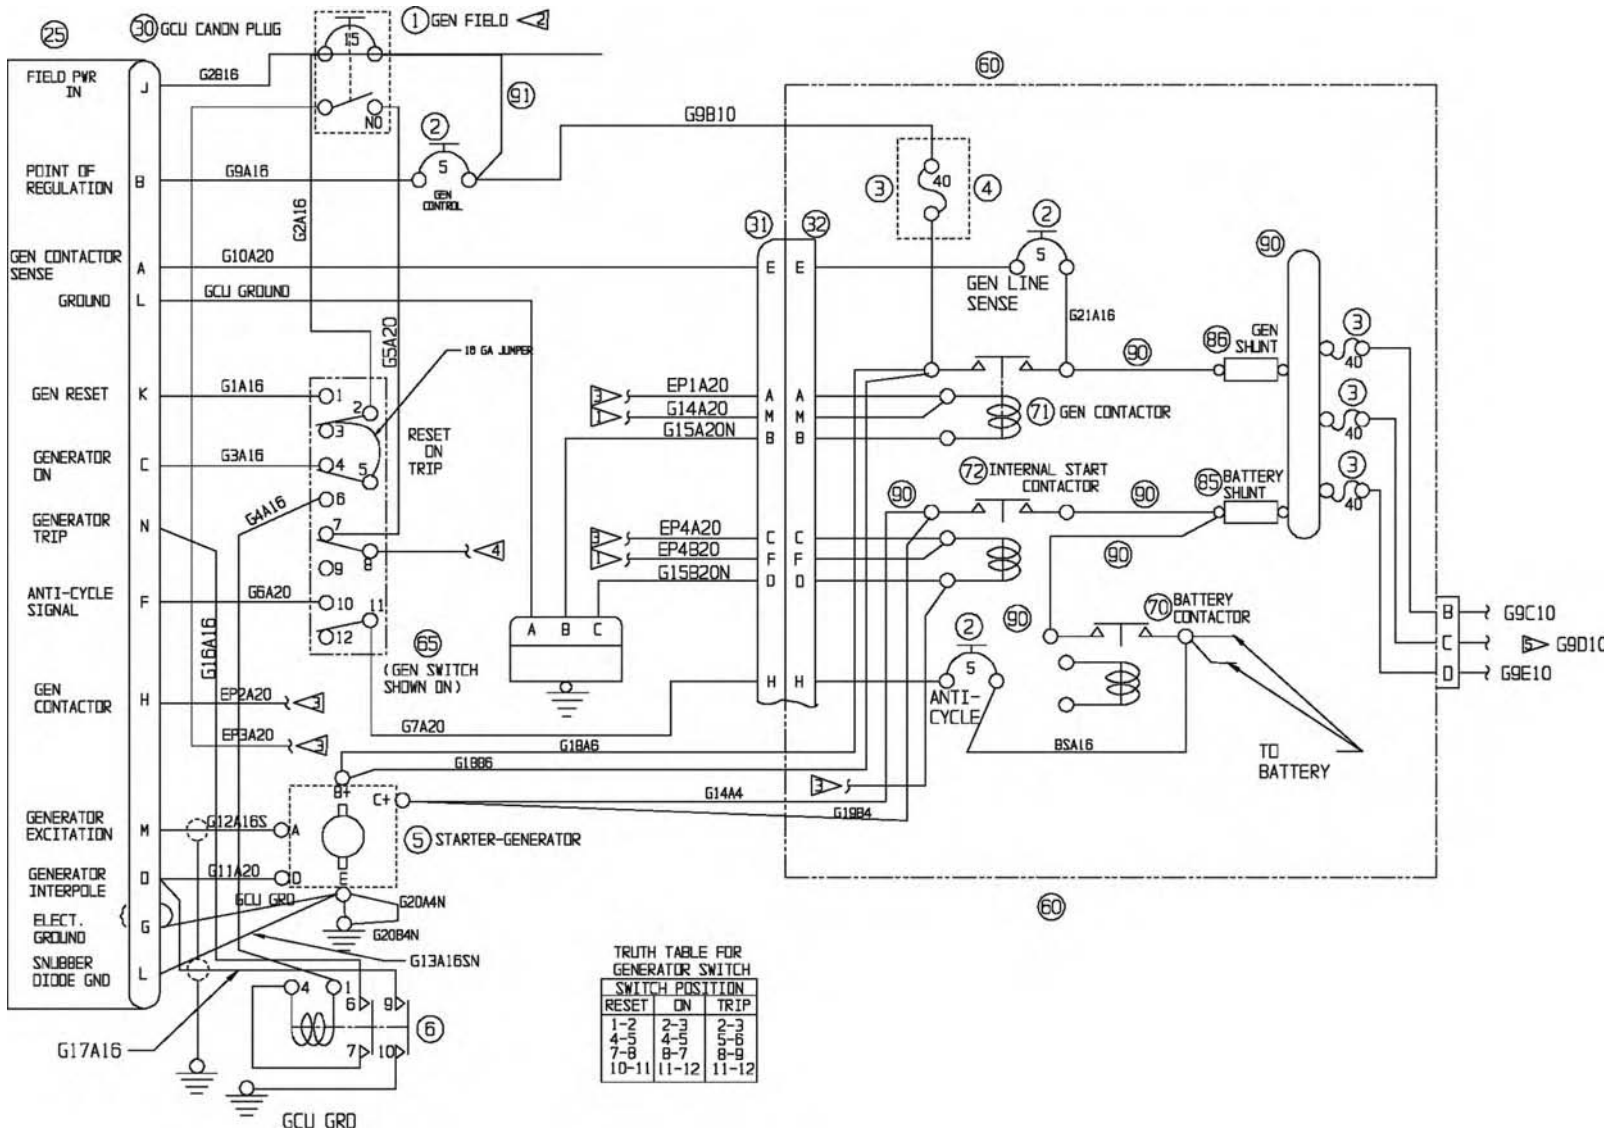 25
30 GCU CANON PLUG
1 GEN FIELD 2
15
NO
FIELD PWR
IN
J
G2B16
91
2
5
GEN
CONTROL
G9B10
60
POINT OF
REGULATION
B
G9A16
G2A16
3
40
4
31
32
2
5
GEN LINE
SENSE
90
GEN CONTACTOR
SENSE
A
G10A20
E
E
GROUND
L
GCU GROUND
G5A20
18 GA JUMPER
G21A16
90
86
GEN
SHUNT
3
40
GEN RESET
K
G1A16
1
2
3
RESET
ON
TRIP
3
EP1A20
A
A
1
G14A20
M
M
G15A20N
B
B
71 GEN CONTACTOR
3
40
GENERATOR
ON
C
G3A16
4
5
6
G4A16
72 INTERNAL START
CONTACTOR
90
90
85 BATTERY
SHUNT
3
40
GENERATOR
TRIP
N
7
8
4
9
3
EP4A20
C
C
1
EP4B20
F
F
G15B20N
D
D
90
ANTI-CYCLE
SIGNAL
F
G6A20
10
11
12
G16A16
65
(GEN SWITCH
SHOWN ON)
A B C
2
5
ANTI-
CYCLE
90
70 BATTERY
CONTACTOR
B
G9C10
C
5 G9D10
D
G9E10
GEN
CONTACTOR
H
EP2A20
3
H
H
G7A20
EP3A20
3
G18A6
G18B6
BSA16
TO
BATTERY
3
G14A4
G19B4
B+
C+
GENERATOR
EXCITATION
M
G12A16S
A
5 STARTER-GENERATOR
GENERATOR
INTERPOLE
D
G11A20
D
E
GCU GRD
G20A4N
G20B4N
60
ELECT.
GROUND
G
SNUBBER
DIODE GND
L
G13A16SN
4
1
6
9
7
10
6
G17A16
GCU GRD
TRUTH TABLE FOR
GENERATOR SWITCH
SWITCH POSITION
RESET ON TRIP
1-2 2-3 2-3
4-5 4-5 5-6
7-8 8-7 8-9
10-11 11-12 11-12